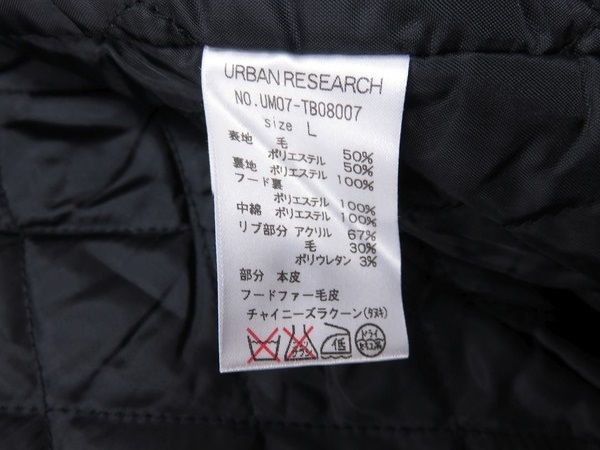 URBAN RESEARCH
NO.UM07-TB08007
size L
表地 毛 50%
ポリエステル 50%
裏地 ポリエステル 100%
フード裏
ポリエステル 100%
中綿 ポリエステル 100%
リブ部分 アクリル 67%
毛 30%
ポリウレタン 3%
部分 本皮
フードファー毛皮
チャイニーズラクーン(タヌキ)
低 ドライ